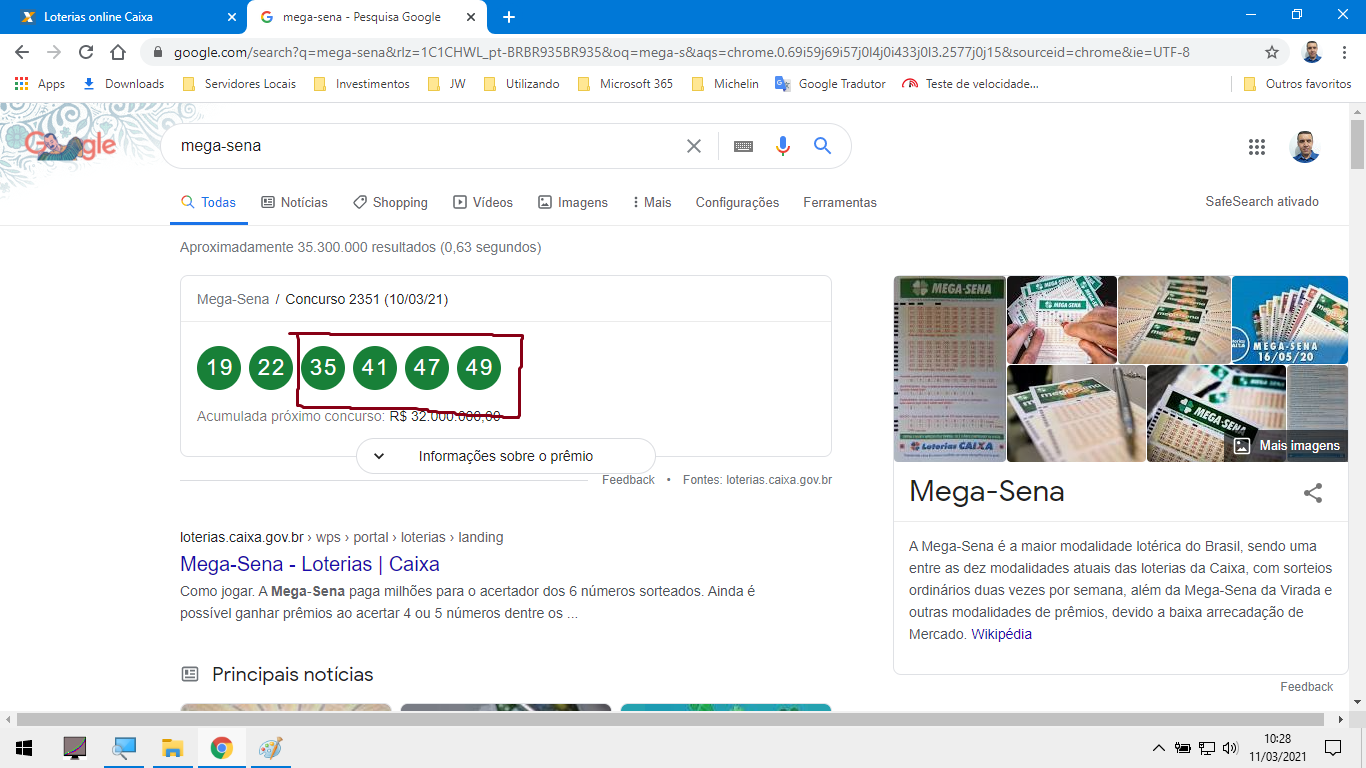 Loterias online Caixa
mega-sena - Pesquisa Google
google.com/search?q=mega-sena&rlz=1C1CHWL_pt-BRBR935BR935&oq=mega-s&aqs=chrome.0.69i59j69i57j0l4j0i433j0l3.2577j0j15&sourceid=chrome&ie=UTF-8
Apps Downloads Servidores Locais Investimentos JW Utilizando Microsoft 365 Michelin Google Tradutor Teste de velocidade... Outros favoritos
Google
mega-sena
Todas Notícias Shopping Vídeos Imagens Mais Configurações Ferramentas SafeSearch ativado
Aproximadamente 35.300.000 resultados (0,63 segundos)
Mega-Sena / Concurso 2351 (10/03/21)
19 22 35 41 47 49
Acumulada próximo concurso: R$ 32.000.000,00
Informações sobre o prêmio
Feedback • Fontes: loterias.caixa.gov.br
loterias.caixa.gov.br › wps › portal › loterias › landing
Mega-Sena - Loterias | Caixa
Como jogar. A Mega-Sena paga milhões para o acertador dos 6 números sorteados. Ainda é
possível ganhar prêmios ao acertar 4 ou 5 números dentre os ...
Principais notícias
MEGA-SENA
Loterias CAIXA
MEGA-SENA
MEGA-SENA
16/05/20
MEGA-SENA
Mais imagens
Mega-Sena
A Mega-Sena é a maior modalidade lotérica do Brasil, sendo uma
entre as dez modalidades atuais das loterias da Caixa, com sorteios
ordinários duas vezes por semana, além da Mega-Sena da Virada e
outras modalidades de prêmios, devido a baixa arrecadação de
Mercado. Wikipédia
Feedback
10:28
11/03/2021